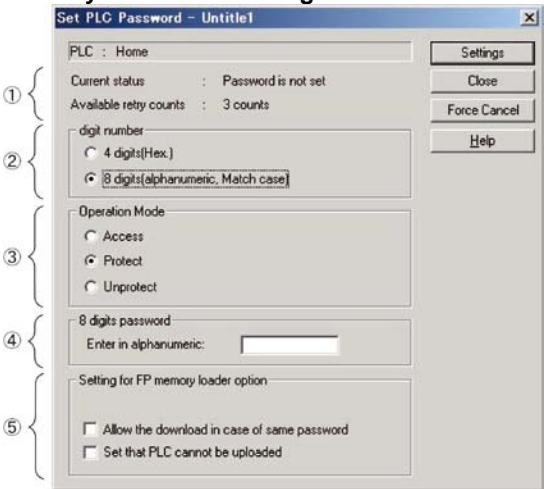 Set PLC Password - Untitle1
PLC : Home
Settings
① Current status : Password is not set
Close
Available retry counts : 3 counts
Force Cancel
② digit number
Help
4 digits(Hex.)
8 digits(alphanumeric, Match case)
③ Operation Mode
Access
Protect
Unprotect
④ 8 digits password
Enter in alphanumeric:
⑤ Setting for FP memory loader option
Allow the download in case of same password
Set that PLC cannot be uploaded